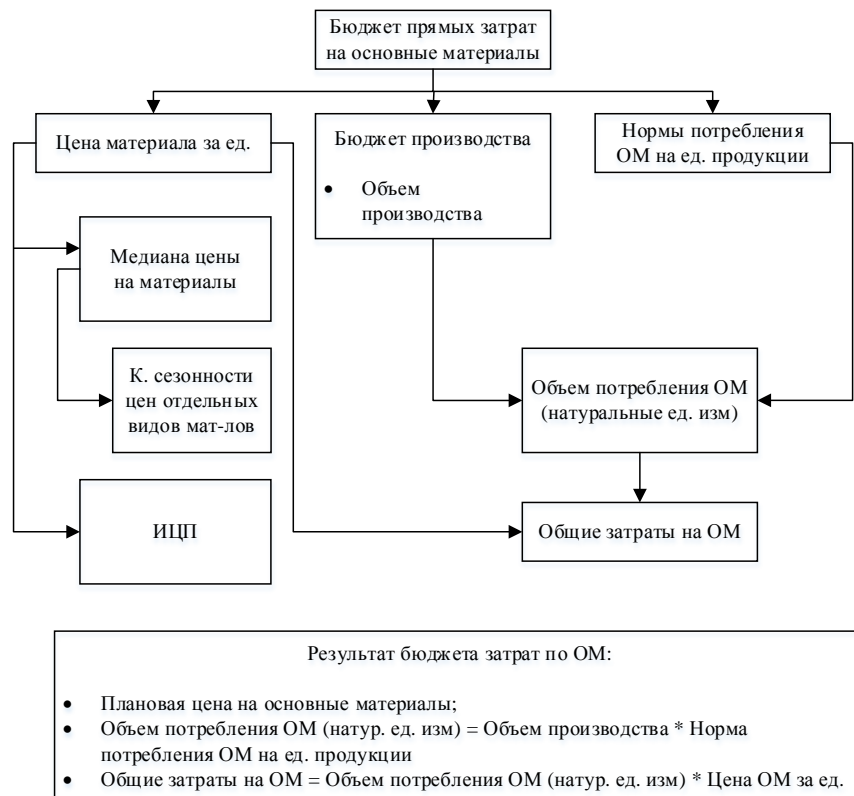 Бюджет прямых затрат
на основные материалы
Цена материала за ед.
Бюджет производства
• Объем
производства
Нормы потребления
ОМ на ед. продукции
Медиана цены
на материалы
К. сезонности
цен отдельных
видов мат-лов
Объем потребления ОМ
(натуральные ед. изм)
ИЦП
Общие затраты на ОМ
Результат бюджета затрат по ОМ:
• Плановая цена на основные материалы;
• Объем потребления ОМ (натур. ед. изм) = Объем производства * Норма
потребления ОМ на ед. продукции
• Общие затраты на ОМ = Объем потребления ОМ (натур. ед. изм) * Цена ОМ за ед.